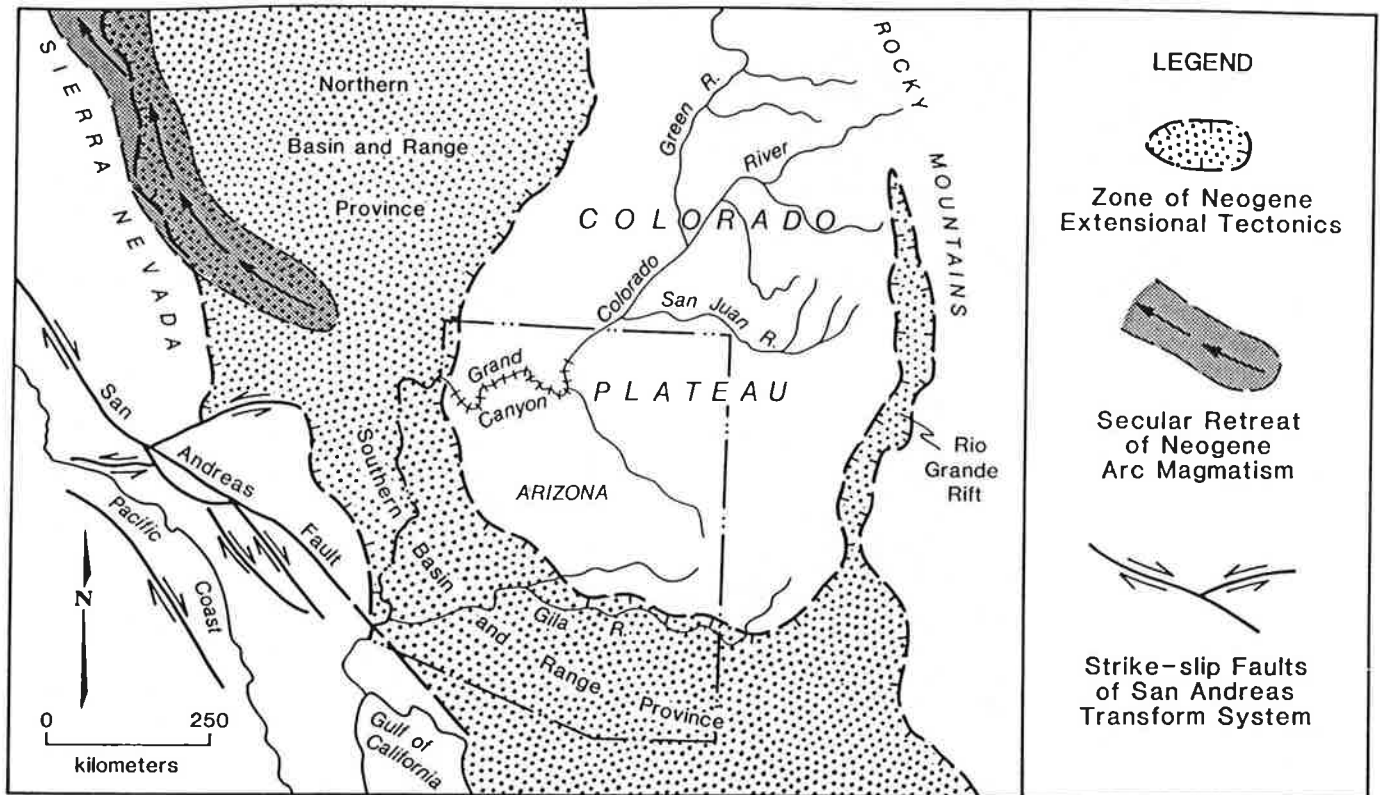 SIERRA NEVADA
Northern
Basin and Range
Province
Green R.
ROCKY
MOUNTAINS
River
COLORADO
Colorado
San Juan R.
Grand
Canyon
PLATEAU
San
Andreas
Fault
Southern
Basin
and Range
Province
ARIZONA
Rio
Grande
Rift
Pacific
Coast
Gila R.
N
0 250
kilometers
Gulf of
California
LEGEND
Zone of Neogene
Extensional Tectonics
Secular Retreat
of Neogene
Arc Magmatism
Strike-slip Faults
of San Andreas
Transform System